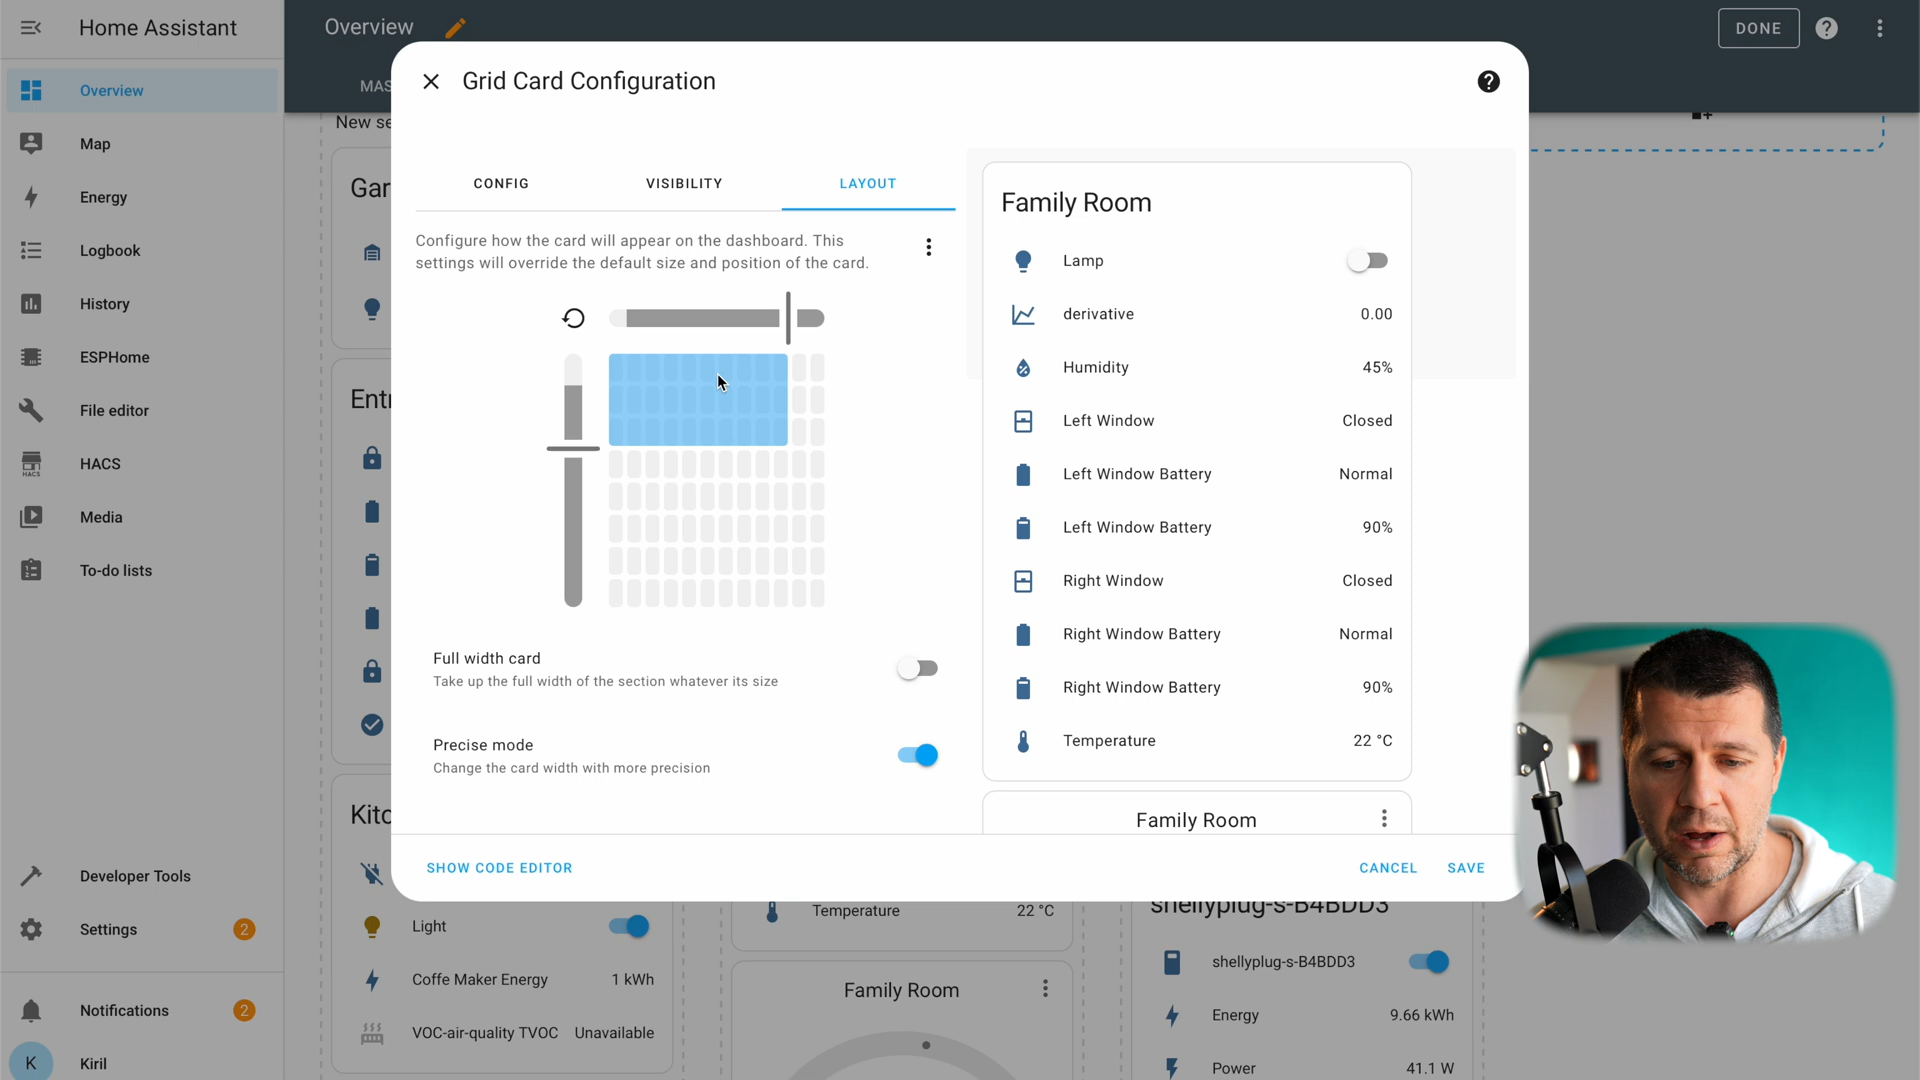 Home Assistant
Overview
DONE
Overview
MAS
Map
Energy
Logbook
History
ESPHome
File editor
HACS
HACS
Media
To-do lists
Developer Tools
Settings
2
Notifications
2
K
Kiril
New se
Gar
Entr
Kitc
Light
Coffe Maker Energy
1 kWh
VOC-air-quality TVOC
Unavailable
Grid Card Configuration
CONFIG
VISIBILITY
LAYOUT
Configure how the card will appear on the dashboard. This
settings will override the default size and position of the card.
Full width card
Take up the full width of the section whatever its size
Precise mode
Change the card width with more precision
Family Room
Lamp
derivative
0.00
Humidity
45%
Left Window
Closed
Left Window Battery
Normal
Left Window Battery
90%
Right Window
Closed
Right Window Battery
Normal
Right Window Battery
90%
Temperature
22 °C
Family Room
SHOW CODE EDITOR
CANCEL
SAVE
Temperature
22 °C
Family Room
shellyplug-s-B4BDD3
shellyplug-s-B4BDD3
Energy
9.66 kWh
Power
41.1 W